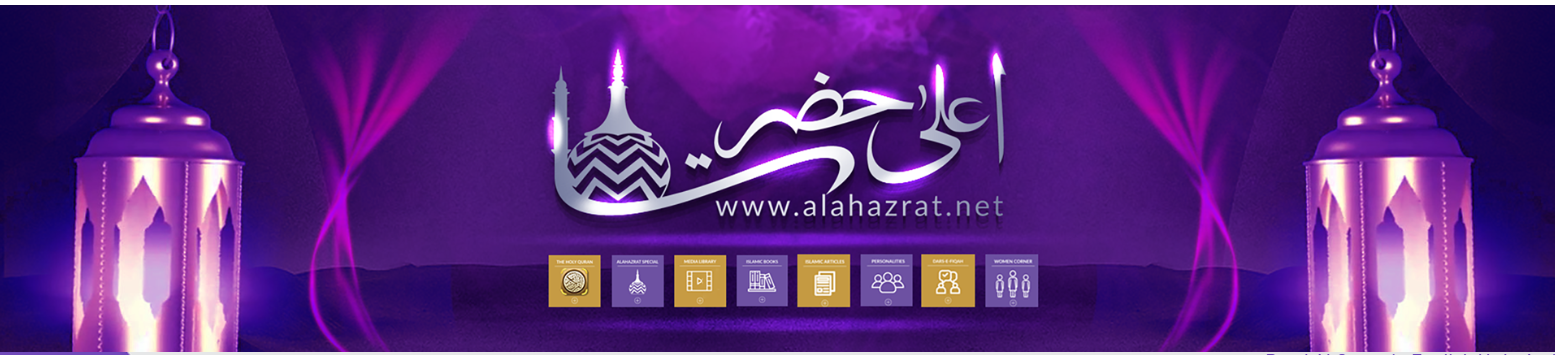 اعلیٰ حضرت
www.alahazrat.net
THE HOLY QURAN
ALAHAZRAT SPECIAL
MEDIA LIBRARY
ISLAMIC BOOKS
ISLAMIC ARTICLES
PERSONALITIES
DARS-E-FIQAH
WOMEN CORNER